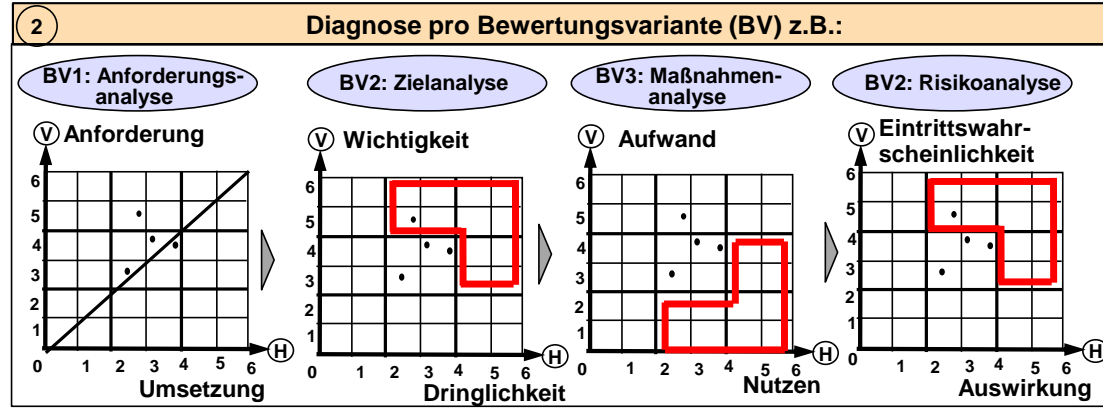 2
Diagnose pro Bewertungsvariante (BV) z.B.:
BV1: Anforderungs-
analyse
V Anforderung
6
5
4
3
2
1
0 1 2 3 4 5 6
H
Umsetzung
BV2: Zielanalyse
V Wichtigkeit
6
5
4
3
2
1
0 1 2 3 4 5 6
H
Dringlichkeit
BV3: Maßnahmen-
analyse
V Aufwand
6
5
4
3
2
1
0 1 2 3 4 5 6
H
Nutzen
BV2: Risikoanalyse
V Eintrittswahr-
scheinlichkeit
6
5
4
3
2
1
0 1 2 3 4 5 6
H
Auswirkung